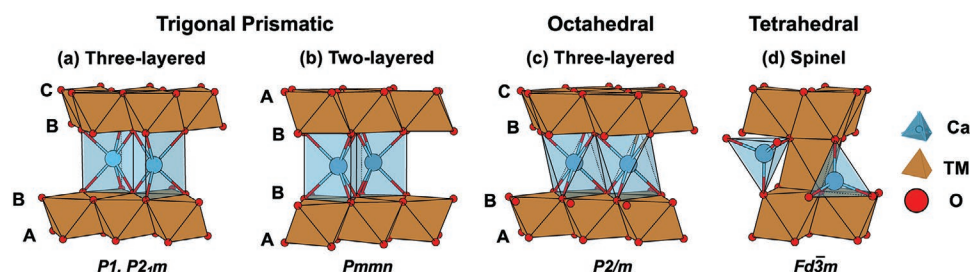 Trigonal Prismatic Octahedral Tetrahedral
(a) Three-layered (b) Two-layered (c) Three-layered (d) Spinel
C A C
B B B
Ca
TM
B B B O
A A A
P1, P2₁m Pmmn P2/m Fd3̅m